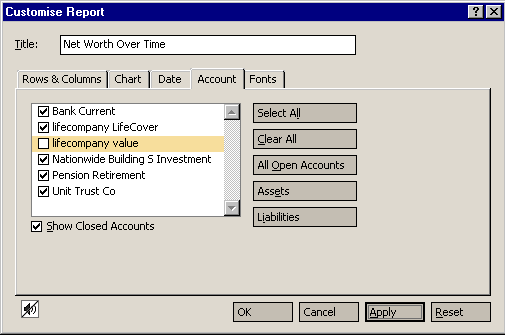 Customise Report
Title: Net Worth Over Time
Rows & Columns Chart Date Account Fonts
Bank Current
lifecompany LifeCover
lifecompany value
Nationwide Building S Investment
Pension Retirement
Unit Trust Co
Show Closed Accounts
Select All
Clear All
All Open Accounts
Assets
Liabilities
OK Cancel Apply Reset